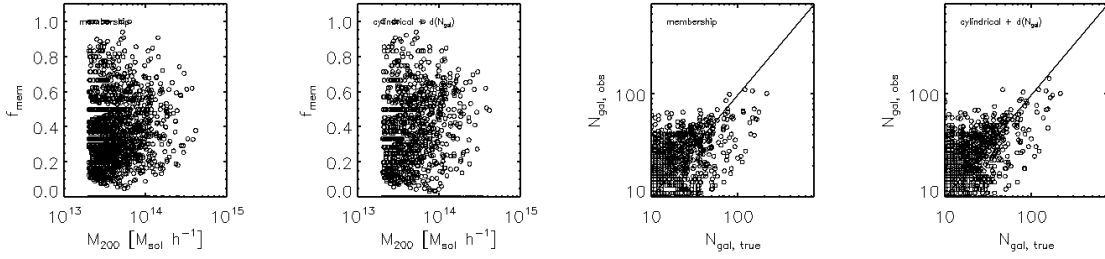 1.0
0.8
0.6
0.4
0.2
0.0
f_mem
membership
10^13
10^14
10^15
M_200 [M_sol h^-1]
1.0
0.8
0.6
0.4
0.2
0.0
f_mem
cylindrical + d(N_gal)
10^13
10^14
10^15
M_200 [M_sol h^-1]
membership
100
10
N_gal, obs
10
100
N_gal, true
cylindrical + d(N_gal)
100
10
N_gal, obs
10
100
N_gal, true